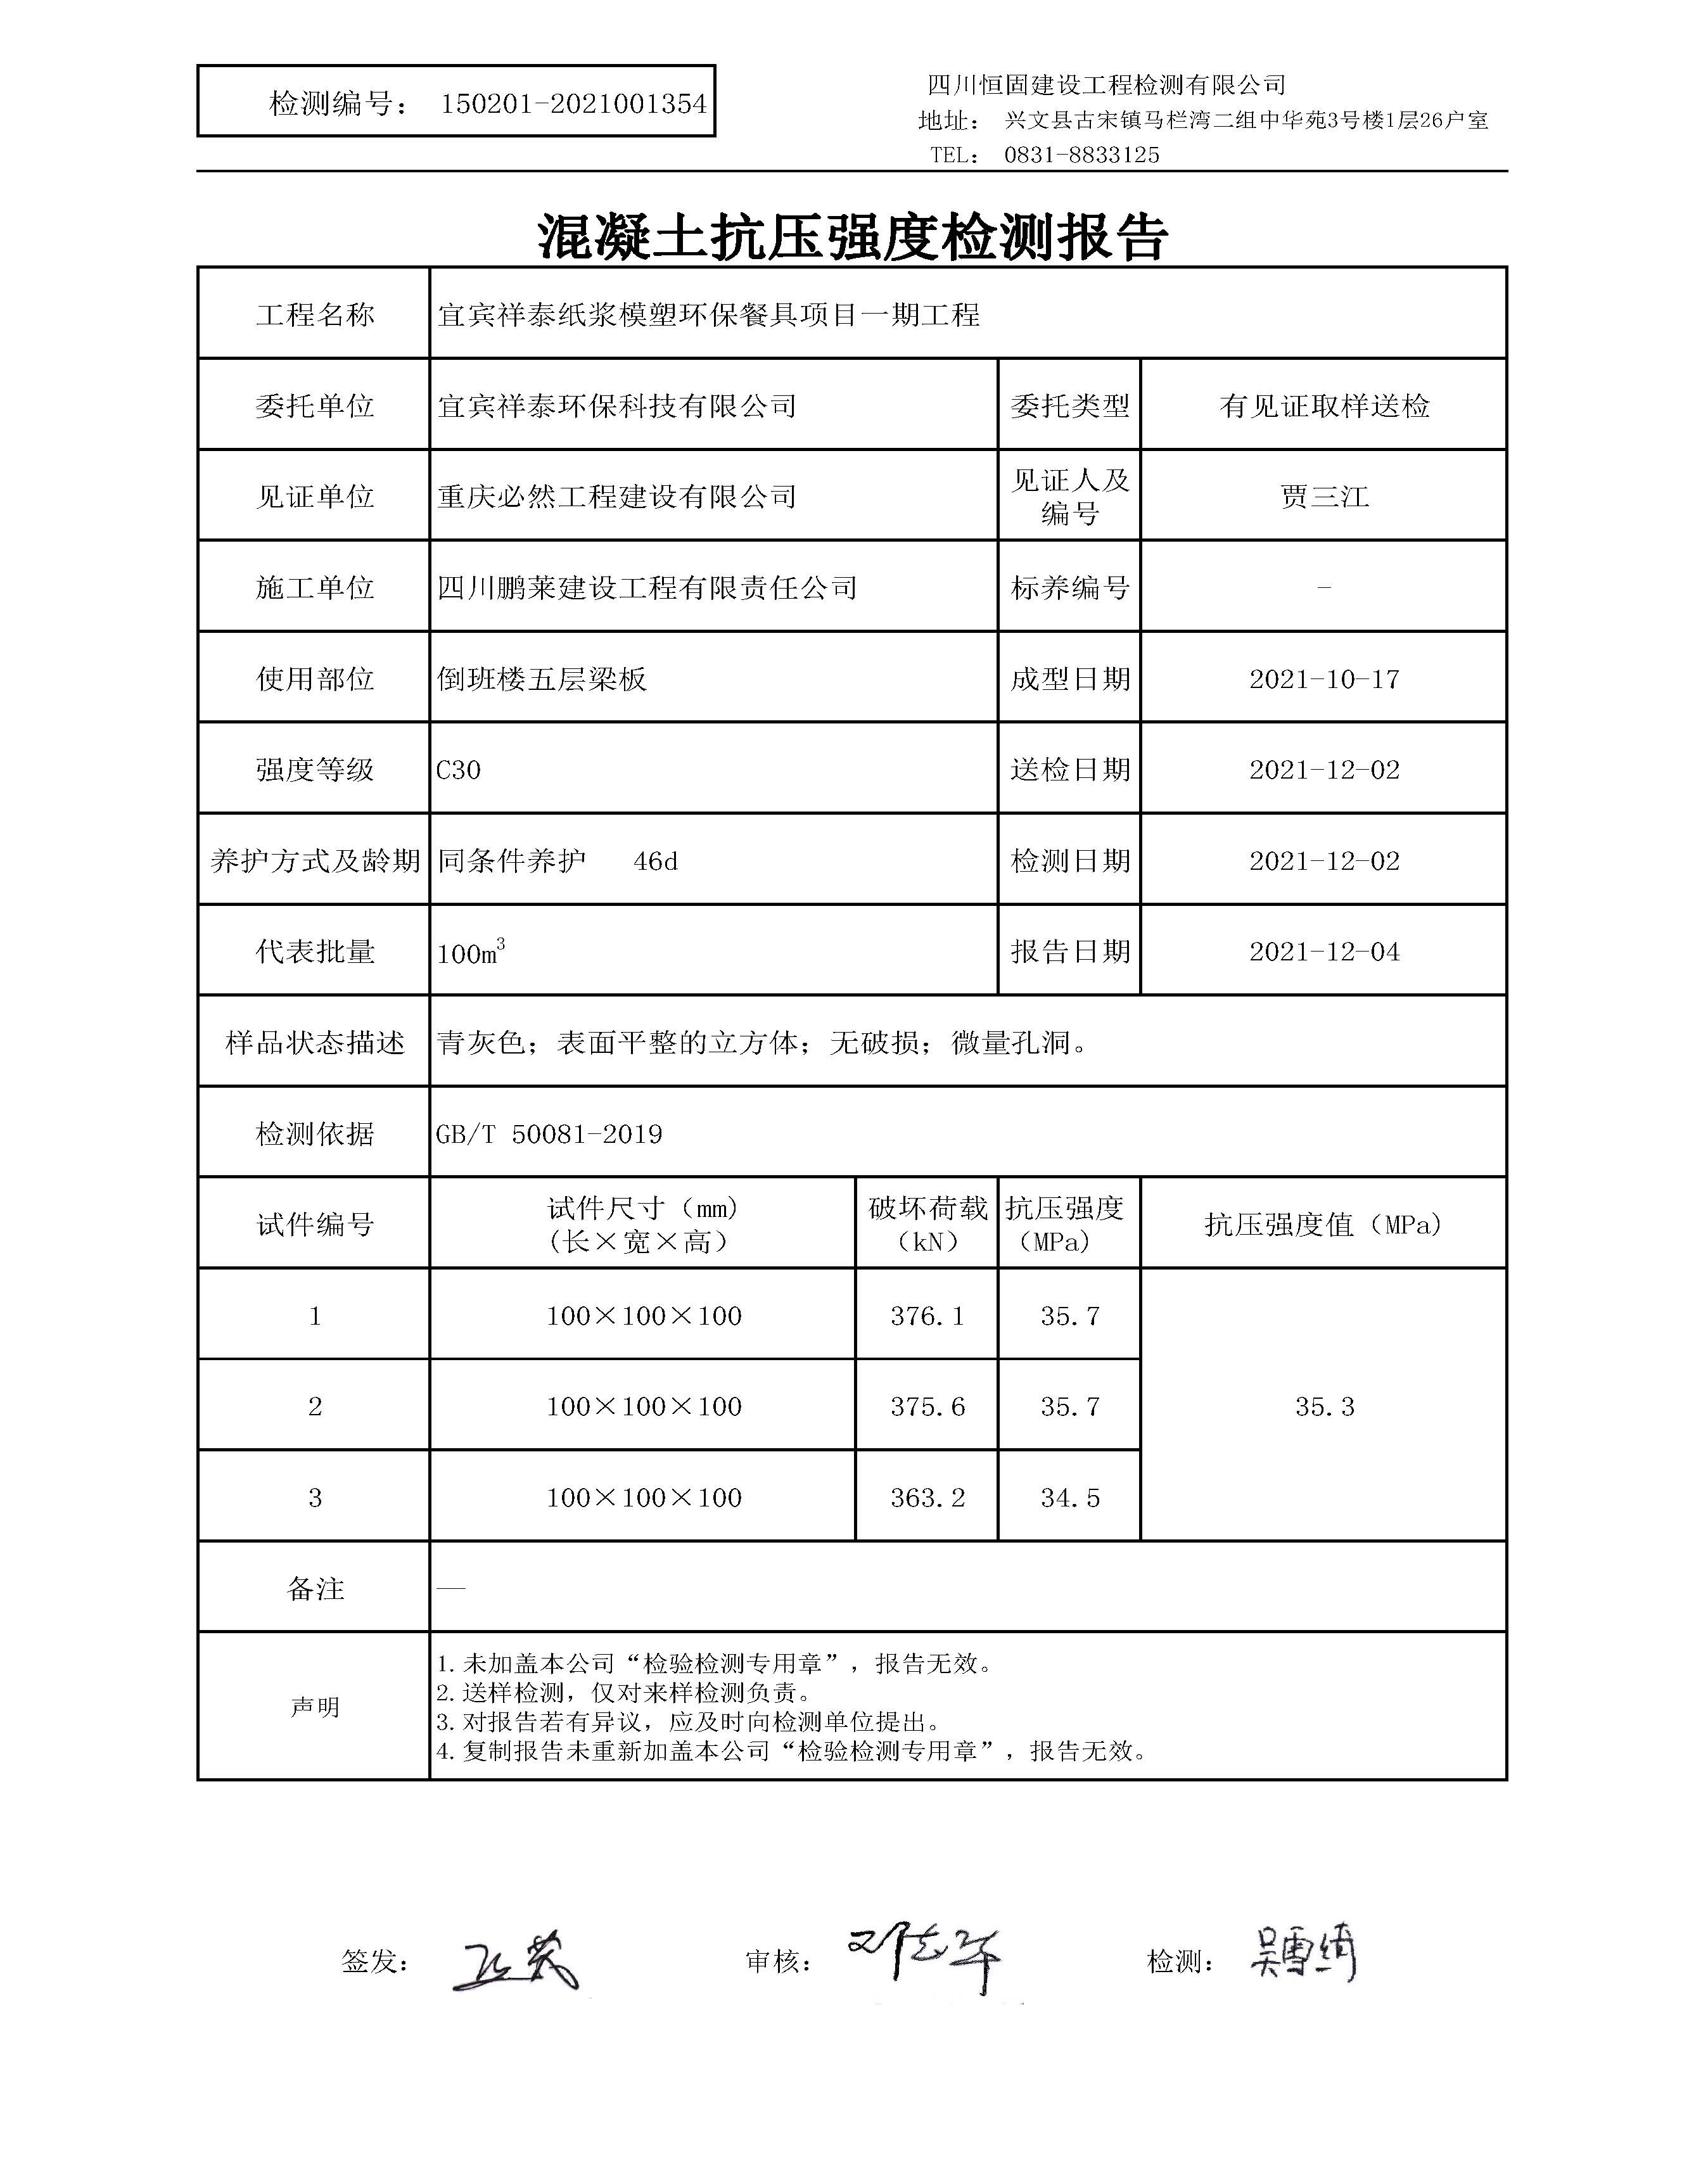 检测编号： 150201-2021001354
四川恒固建设工程检测有限公司
地址： 兴文县古宋镇马栏湾二组中华苑3号楼1层26户室
TEL： 0831-8833125
混凝土抗压强度检测报告
工程名称 宜宾祥泰纸浆模塑环保餐具项目一期工程
委托单位 宜宾祥泰环保科技有限公司 委托类型 有见证取样送检
见证单位 重庆必然工程建设有限公司 见证人及编号 贾三江
施工单位 四川鹏莱建设工程有限责任公司 标养编号 -
使用部位 倒班楼五层梁板 成型日期 2021-10-17
强度等级 C30 送检日期 2021-12-02
养护方式及龄期 同条件养护 46d 检测日期 2021-12-02
代表批量 100m³ 报告日期 2021-12-04
样品状态描述 青灰色；表面平整的立方体；无破损；微量孔洞。
检测依据 GB/T 50081-2019
试件编号 试件尺寸（mm）（长×宽×高） 破坏荷载（kN） 抗压强度（MPa） 抗压强度值（MPa）
1 100×100×100 376.1 35.7
2 100×100×100 375.6 35.7 35.3
3 100×100×100 363.2 34.5
备注 —
声明
1.未加盖本公司“检验检测专用章”，报告无效。
2.送样检测，仅对来样检测负责。
3.对报告若有异议，应及时向检测单位提出。
4.复制报告未重新加盖本公司“检验检测专用章”，报告无效。
签发： 审核： 检测： 吴雪绮